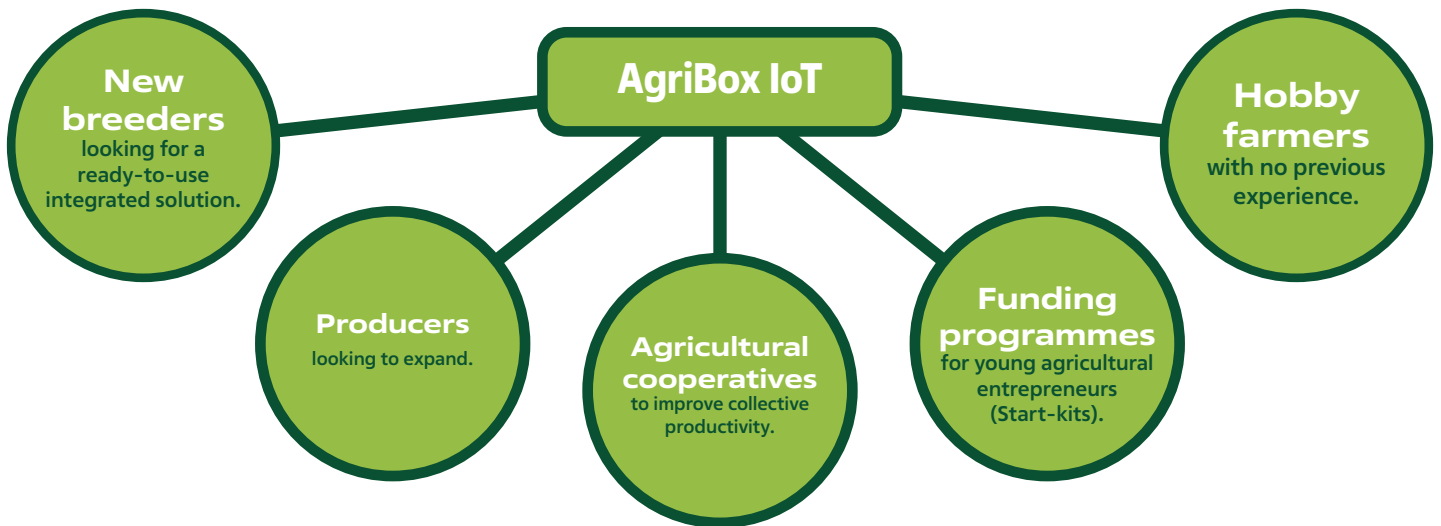 AgriBox IoT
New
breeders
looking for a
ready-to-use
integrated solution.
Producers
looking to expand.
Agricultural
cooperatives
to improve collective
productivity.
Funding
programmes
for young agricultural
entrepreneurs
(Start-kits).
Hobby
farmers
with no previous
experience.